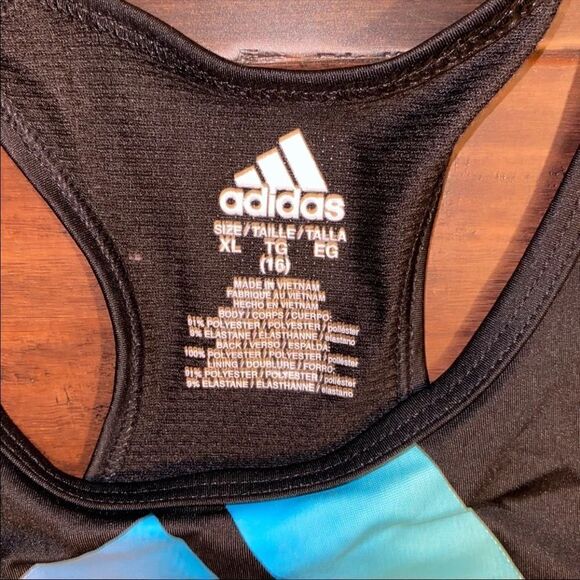 adidas
SIZE / TAILLE / TALLA
XL TG EG
(16)
MADE IN VIETNAM
FABRIQUÉ AU VIETNAM
HECHO EN VIETNAM
BODY / CORPS / CUERPO:
91% POLYESTER / POLYESTER / poliéster
9% ELASTANE / ÉLASTHANNE / elastano
BACK / VERSO / ESPALDA:
100% POLYESTER / POLYESTER / poliéster
LINING / DOUBLURE / FORRO:
91% POLYESTER / POLYESTER / poliéster
9% ELASTANE / ÉLASTHANNE / elastano